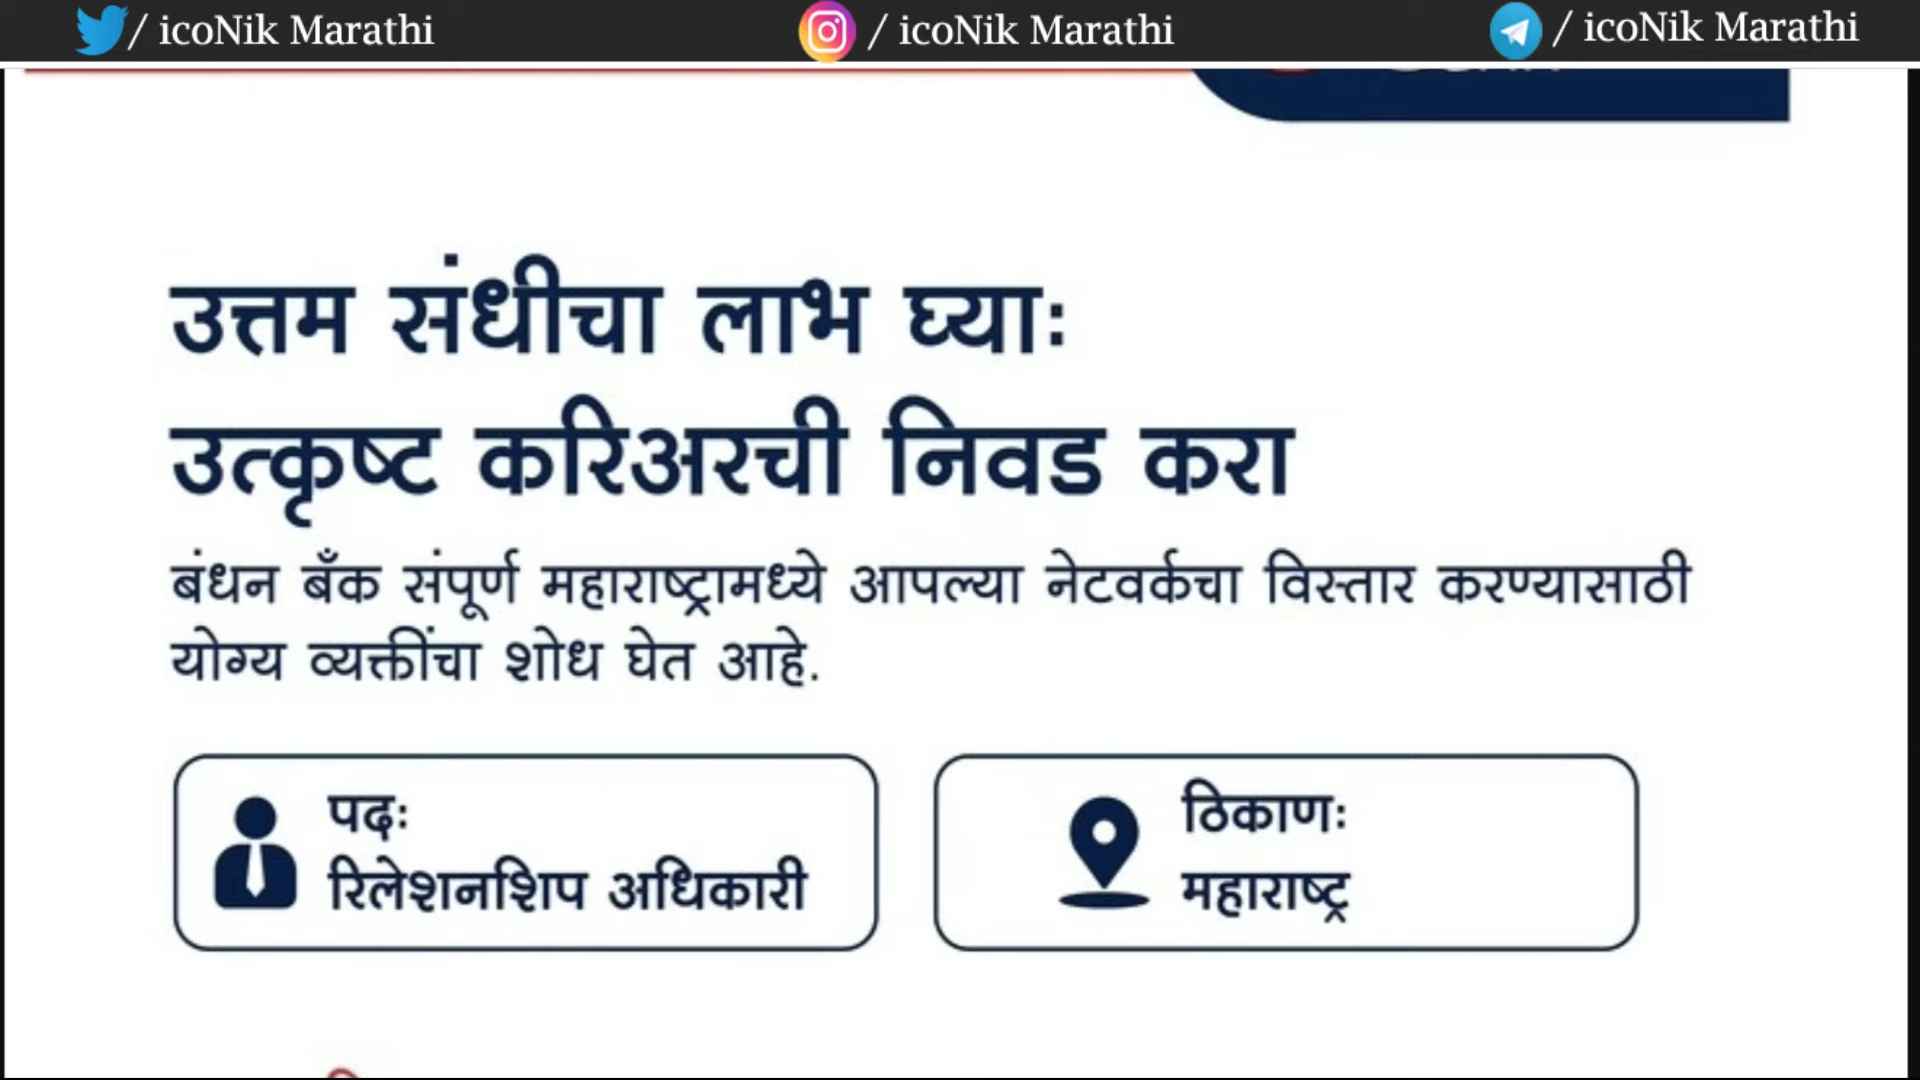 / icoNik Marathi
/ icoNik Marathi
/ icoNik Marathi
उत्तम संधीचा लाभ घ्याः
उत्कृष्ट करिअरची निवड करा
बंधन बँक संपूर्ण महाराष्ट्रामध्ये आपल्या नेटवर्कचा विस्तार करण्यासाठी
योग्य व्यक्तींचा शोध घेत आहे.
पदः
रिलेशनशिप अधिकारी
ठिकाणः
महाराष्ट्र